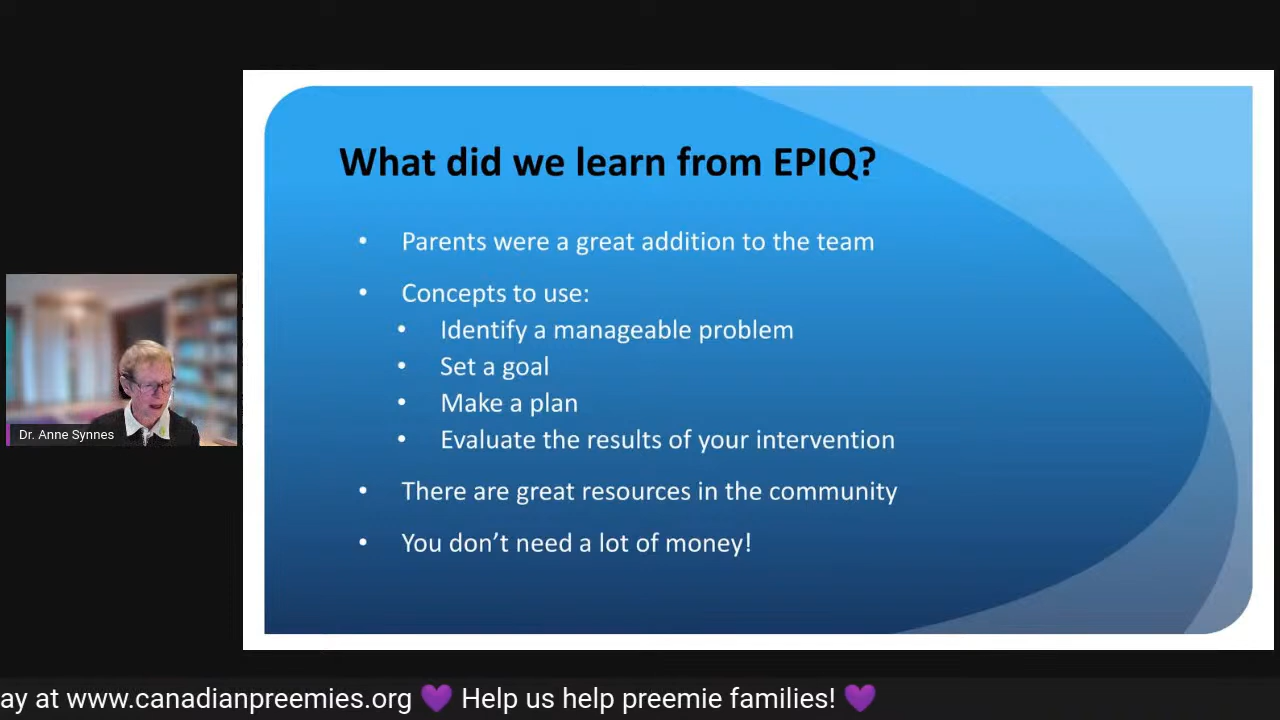 What did we learn from EPIQ?
• Parents were a great addition to the team
• Concepts to use:
• Identify a manageable problem
• Set a goal
• Make a plan
• Evaluate the results of your intervention
• There are great resources in the community
• You don’t need a lot of money!
Dr. Anne Synnes
ay at www.canadianpreemies.org 💜 Help us help preemie families! 💜